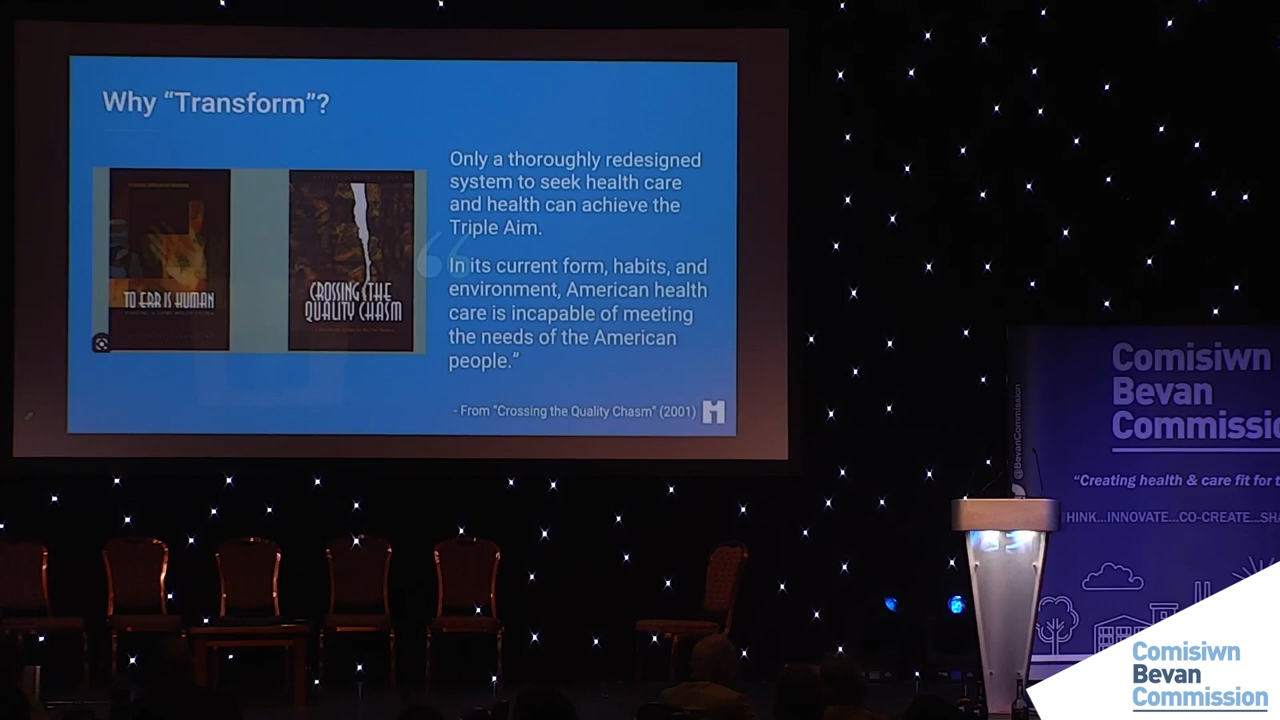 Why “Transform”?
TO ERR IS HUMAN
CROSSING THE
QUALITY CHASM
Only a thoroughly redesigned
system to seek health care
and health can achieve the
Triple Aim.
In its current form, habits, and
environment, American health
care is incapable of meeting
the needs of the American
people.”
- From “Crossing the Quality Chasm” (2001)
@BevanCommission
Comisiwn
Bevan
Commissio
“Creating health & care fit for t
HINK...INNOVATE...CO-CREATE...SH
Comisiwn
Bevan
Commission